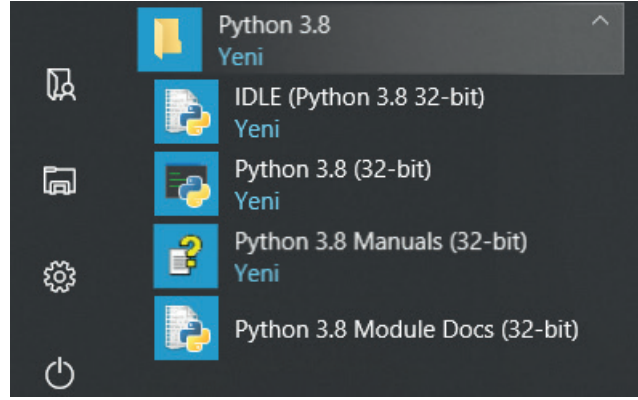 Python 3.8
Yeni
IDLE (Python 3.8 32-bit)
Yeni
Python 3.8 (32-bit)
Yeni
Python 3.8 Manuals (32-bit)
Yeni
Python 3.8 Module Docs (32-bit)